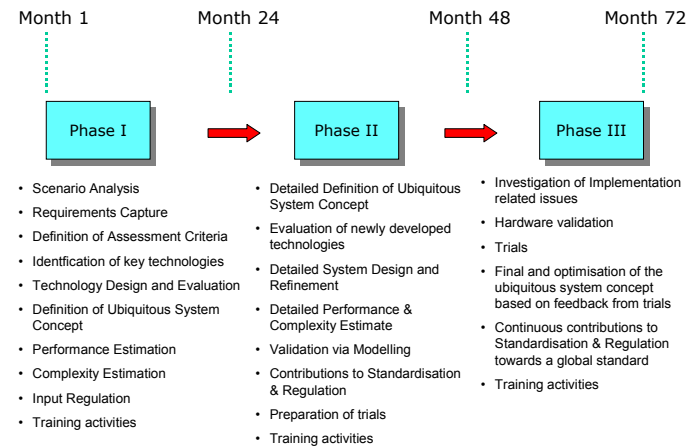 Month 1 Month 24 Month 48 Month 72
Phase I Phase II Phase III
• Scenario Analysis
• Requirements Capture
• Definition of Assessment Criteria
• Identfication of key technologies
• Technology Design and Evaluation
• Definition of Ubiquitous System
Concept
• Performance Estimation
• Complexity Estimation
• Input Regulation
• Training activities
• Detailed Definition of Ubiquitous
System Concept
• Evaluation of newly developed
technologies
• Detailed System Design and
Refinement
• Detailed Performance &
Complexity Estimate
• Validation via Modelling
• Contributions to Standardisation
& Regulation
• Preparation of trials
• Training activities
• Investigation of Implementation
related issues
• Hardware validation
• Trials
• Final and optimisation of the
ubiquitous system concept
based on feedback from trials
• Continuous contributions to
Standardisation & Regulation
towards a global standard
• Training activities